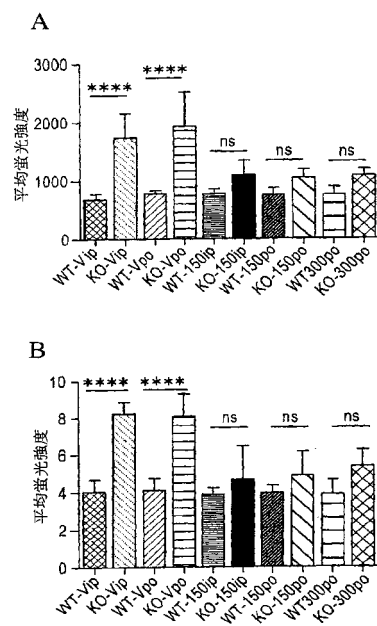 A
平均蛍光強度
3000
2000
1000
0
****
****
ns
ns
ns
WT-Vip
KO-Vip
WT-Vpo
KO-Vpo
WT-150ip
KO-150ip
WT-150po
KO-150po
WT300po
KO-300po
B
平均蛍光強度
10
8
6
4
2
0
****
****
ns
ns
ns
WT-Vip
KO-Vip
WT-Vpo
KO-Vpo
WT-150ip
KO-150ip
WT-150po
KO-150po
WT300po
KO-300po